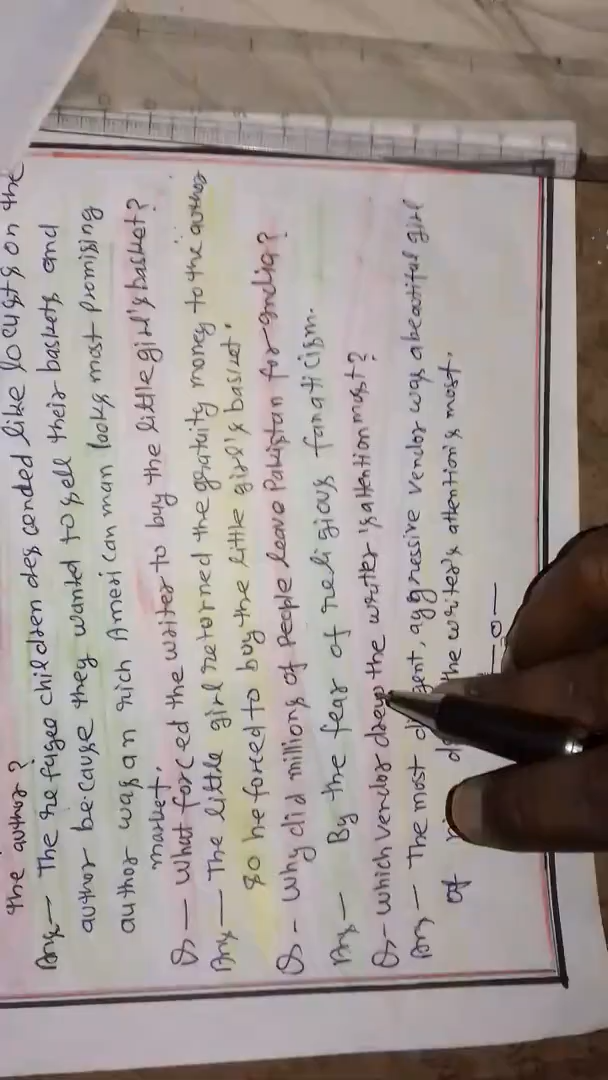 the author?
Ans — The refugee children descended like locusts on the
author because they wanted to sell their baskets and
author was an rich American man looks most promising
market.
Q — What forced the writer to buy the little girl's basket?
Ans — The little girl returned the gratuity money to the author
so he forced to buy the little girl's basket.
Q - Why did millions of people leave Pakistan for India?
Ans — By the fear of religious fanaticism.
Q - Which vendor drew the writer's attention most?
Ans — The most aggressive vendor was a beautiful girl
of the writer's attention's most.
—0—